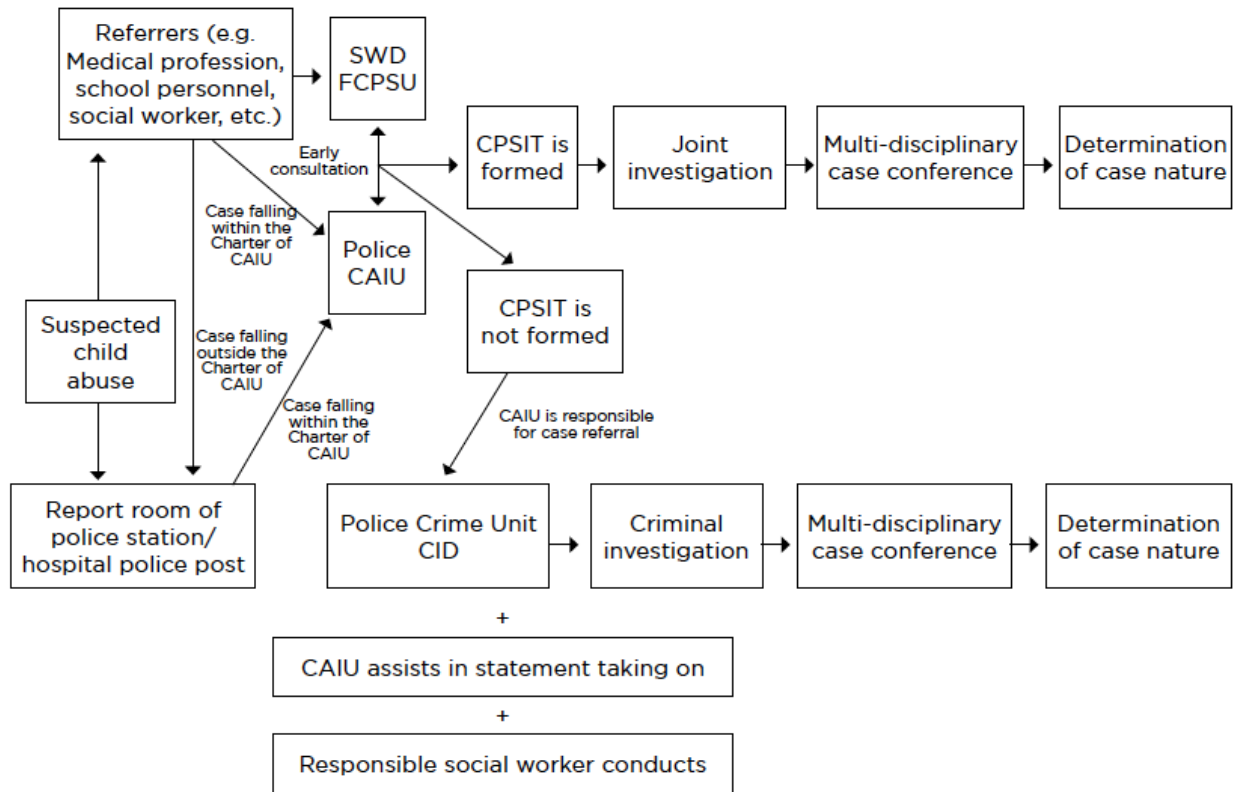 Referrers (e.g.
Medical profession,
school personnel,
social worker, etc.)
SWD
FCPSU
Early
consultation
CPSIT is
formed
Joint
investigation
Multi-disciplinary
case conference
Determination
of case nature
Case falling
within the
Charter of
CAIU
Police
CAIU
CPSIT is
not formed
Suspected
child
abuse
Case falling
outside the
Charter of
CAIU
Case falling
within the
Charter of
CAIU
CAIU is responsible
for case referral
Report room of
police station/
hospital police post
Police Crime Unit
CID
Criminal
investigation
Multi-disciplinary
case conference
Determination
of case nature
+
CAIU assists in statement taking on
+
Responsible social worker conducts